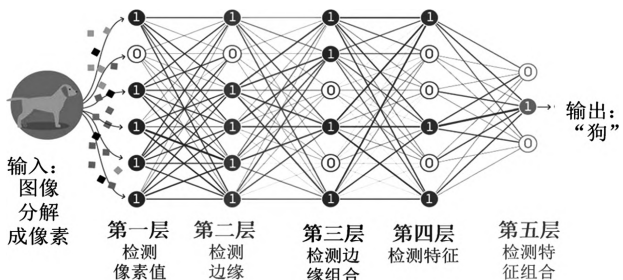 1 1 1 1
0 0 1 0
0
1 1 0 0
1
1 1 1 1
0
1 1 0 0
1 1 1 1
输入：
图像
分解
成像素
第一层
检测
像素值
第二层
检测
边缘
第三层
检测边
缘组合
第四层
检测特征
第五层
检测特
征组合
输出：
“狗”